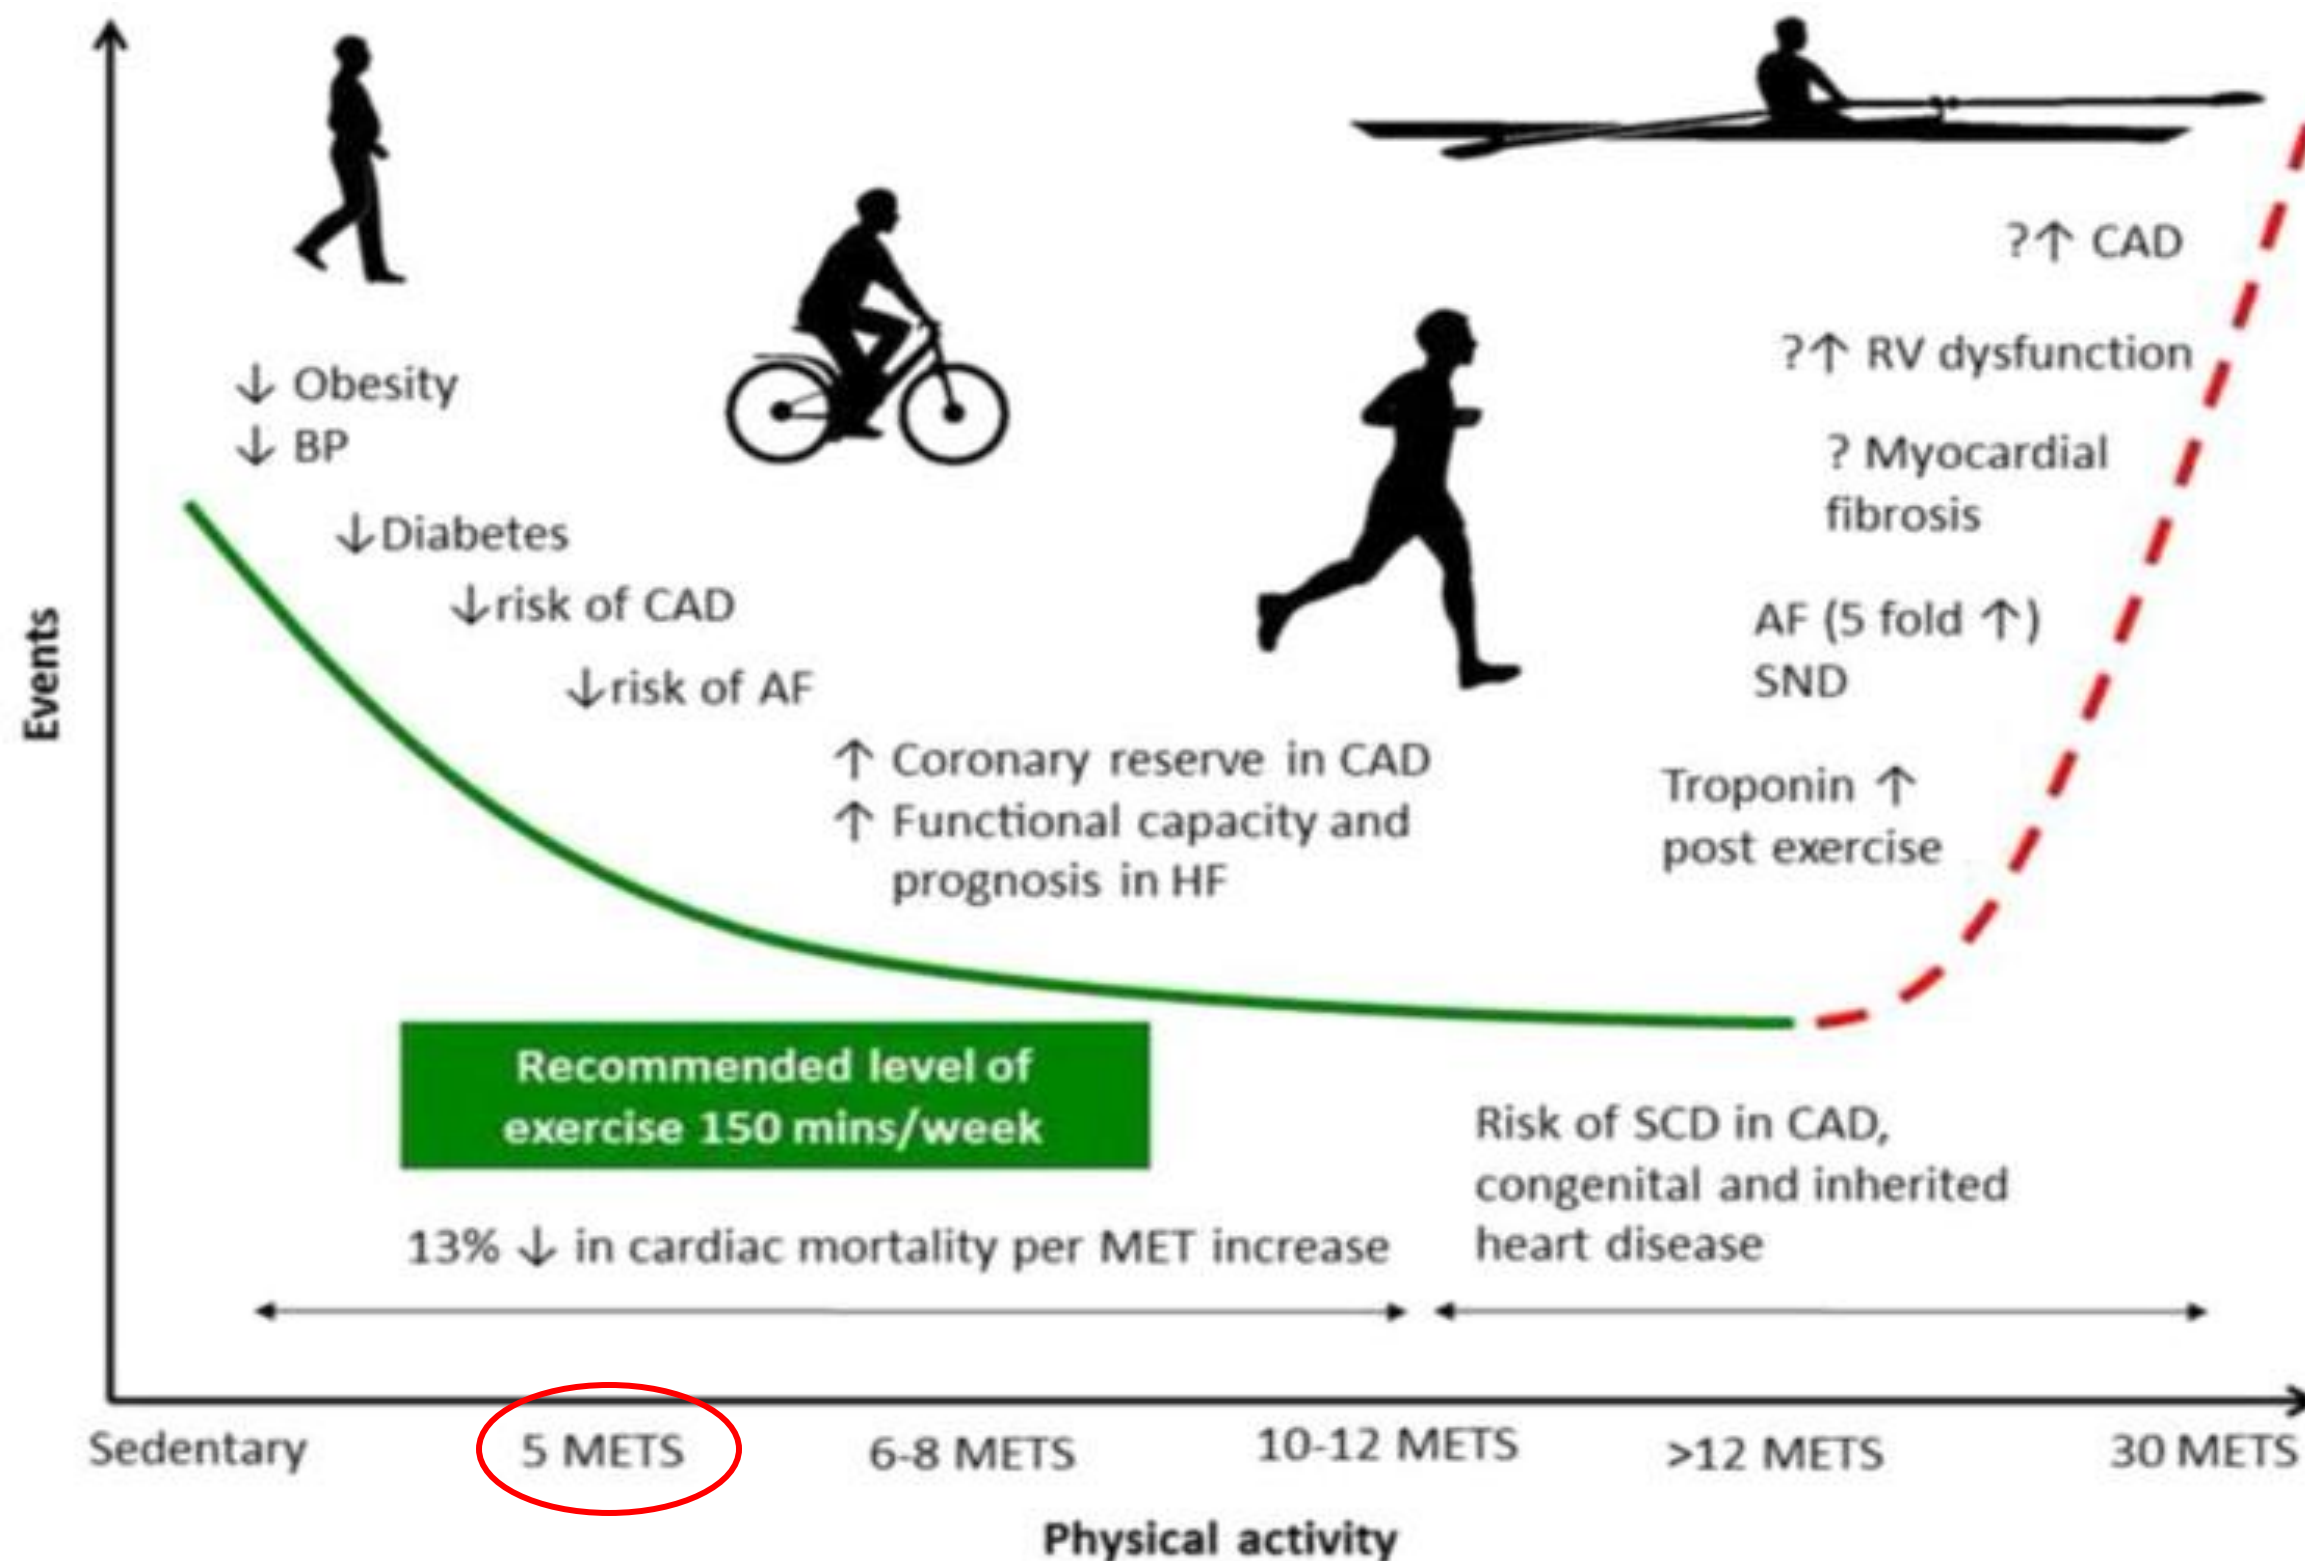 ?↑ CAD
?↑ RV dysfunction
↓ Obesity
↓ BP
? Myocardial
fibrosis
↓Diabetes
↓risk of CAD
AF (5 fold ↑)
SND
↓risk of AF
Events
↑ Coronary reserve in CAD
↑ Functional capacity and
prognosis in HF
Troponin ↑
post exercise
Recommended level of
exercise 150 mins/week
13% ↓ in cardiac mortality per MET increase
Risk of SCD in CAD,
congenital and inherited
heart disease
Sedentary
5 METS
6-8 METS
10-12 METS
>12 METS
30 METS
Physical activity